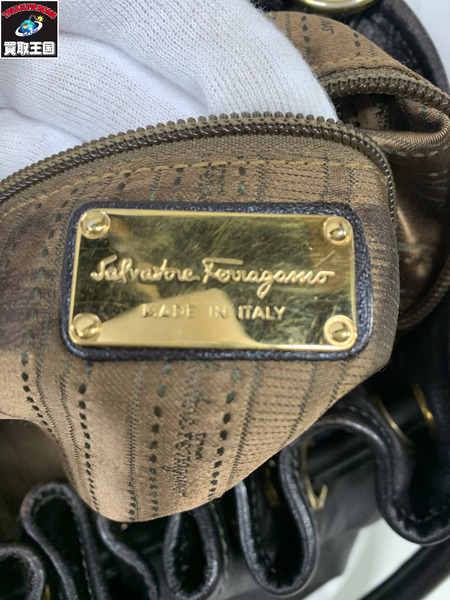 買取王国
Salvatore Ferragamo
MADE IN ITALY